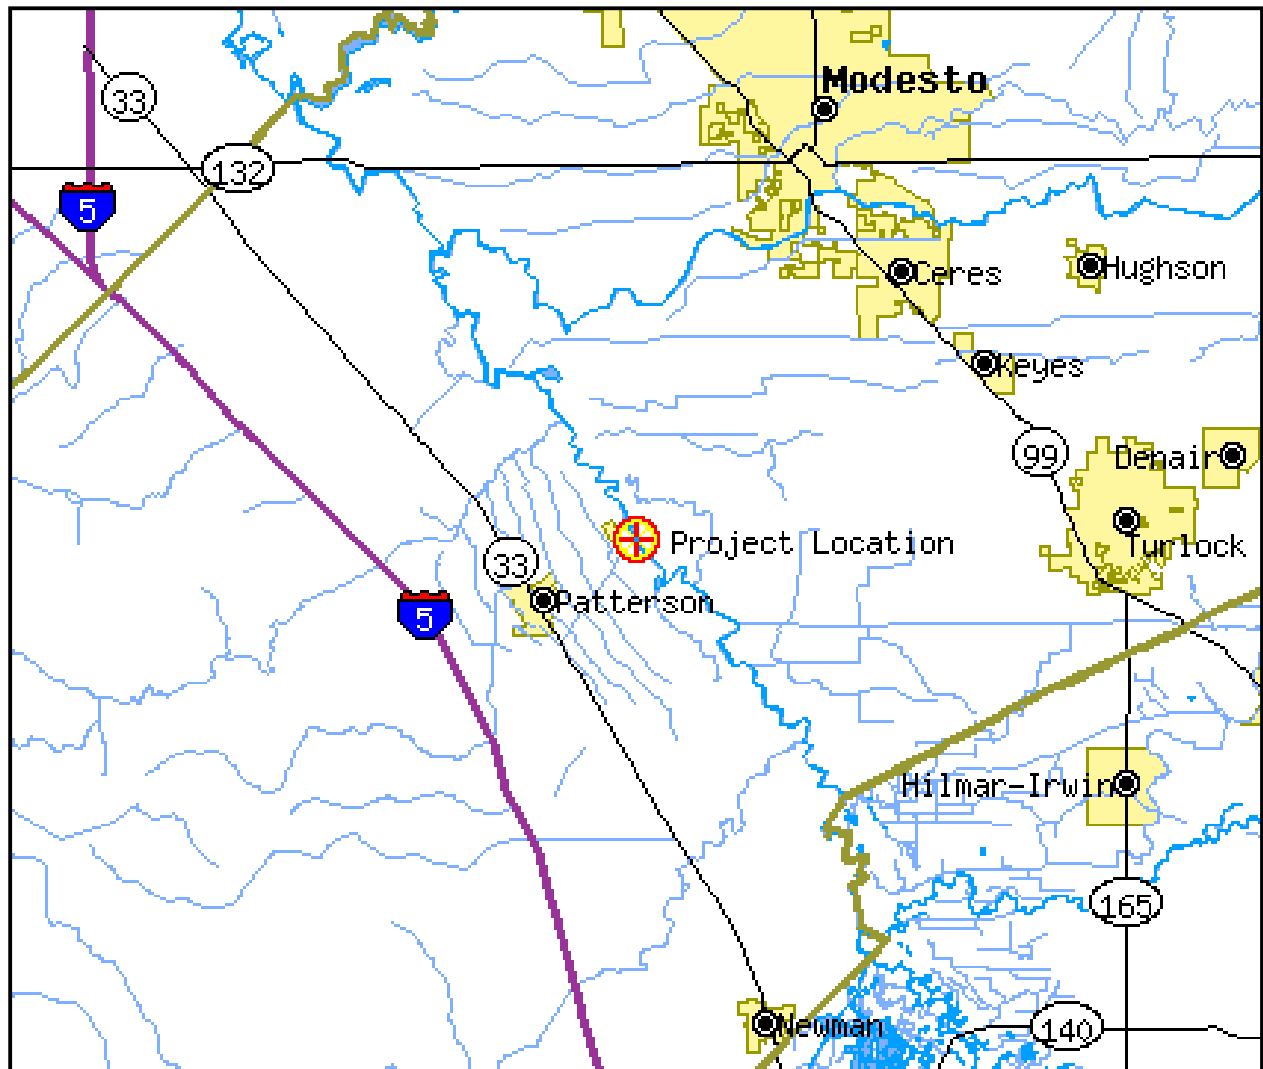 Modesto
33
132
5
Ceres
Hughson
Keyes
99
Denair
Turlock
Project Location
33
Patterson
5
Hilmar-Irwin
165
Newman
140